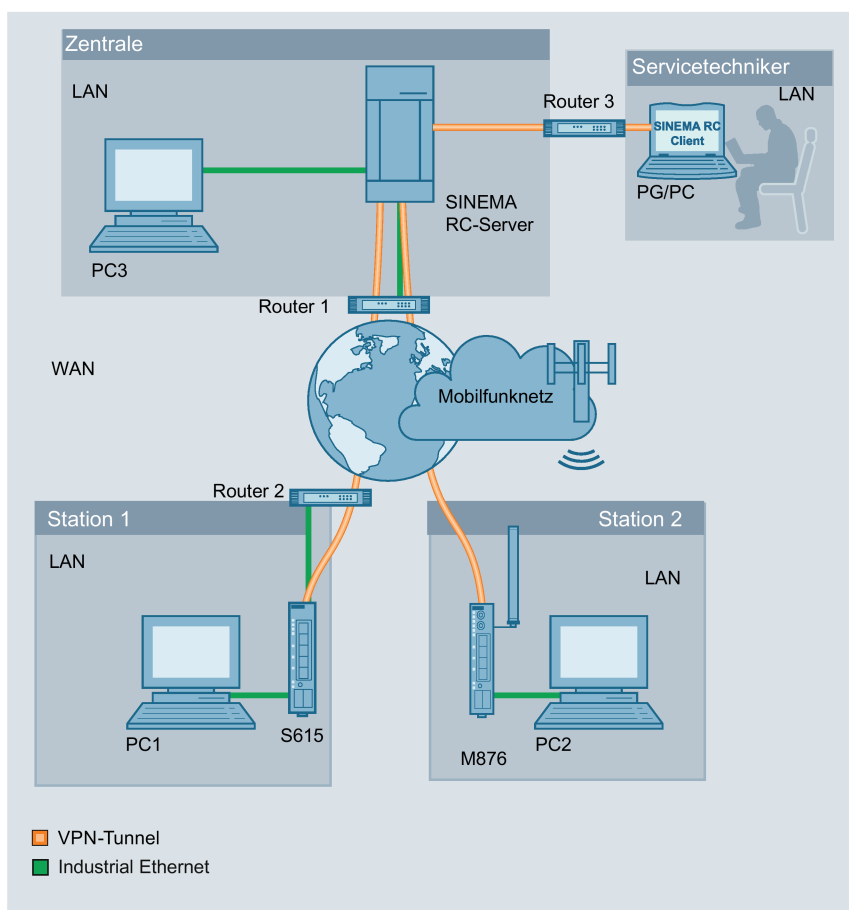 Zentrale
LAN
Servicetechniker
LAN
Router 3
SINEMA RC
Client
PG/PC
SINEMA
RC-Server
PC3
Router 1
WAN
Mobilfunknetz
Router 2
Station 1
LAN
Station 2
LAN
PC1
S615
M876
PC2
VPN-Tunnel
Industrial Ethernet